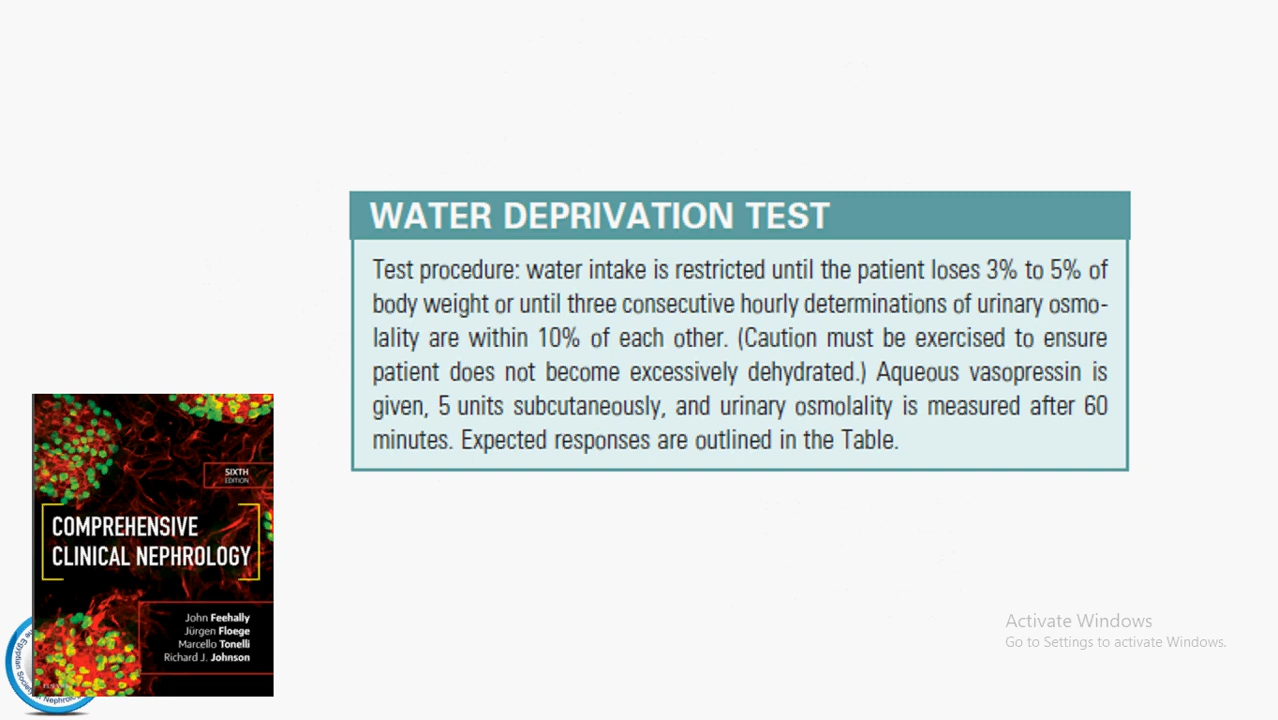 WATER DEPRIVATION TEST
Test procedure: water intake is restricted until the patient loses 3% to 5% of
body weight or until three consecutive hourly determinations of urinary osmo-
lality are within 10% of each other. (Caution must be exercised to ensure
patient does not become excessively dehydrated.) Aqueous vasopressin is
given, 5 units subcutaneously, and urinary osmolality is measured after 60
minutes. Expected responses are outlined in the Table.
SIXTH
EDITION
COMPREHENSIVE
CLINICAL NEPHROLOGY
John Feehally
Jürgen Floege
Marcello Tonelli
Richard J. Johnson
Egyptian Society
Activate Windows
Go to Settings to activate Windows.